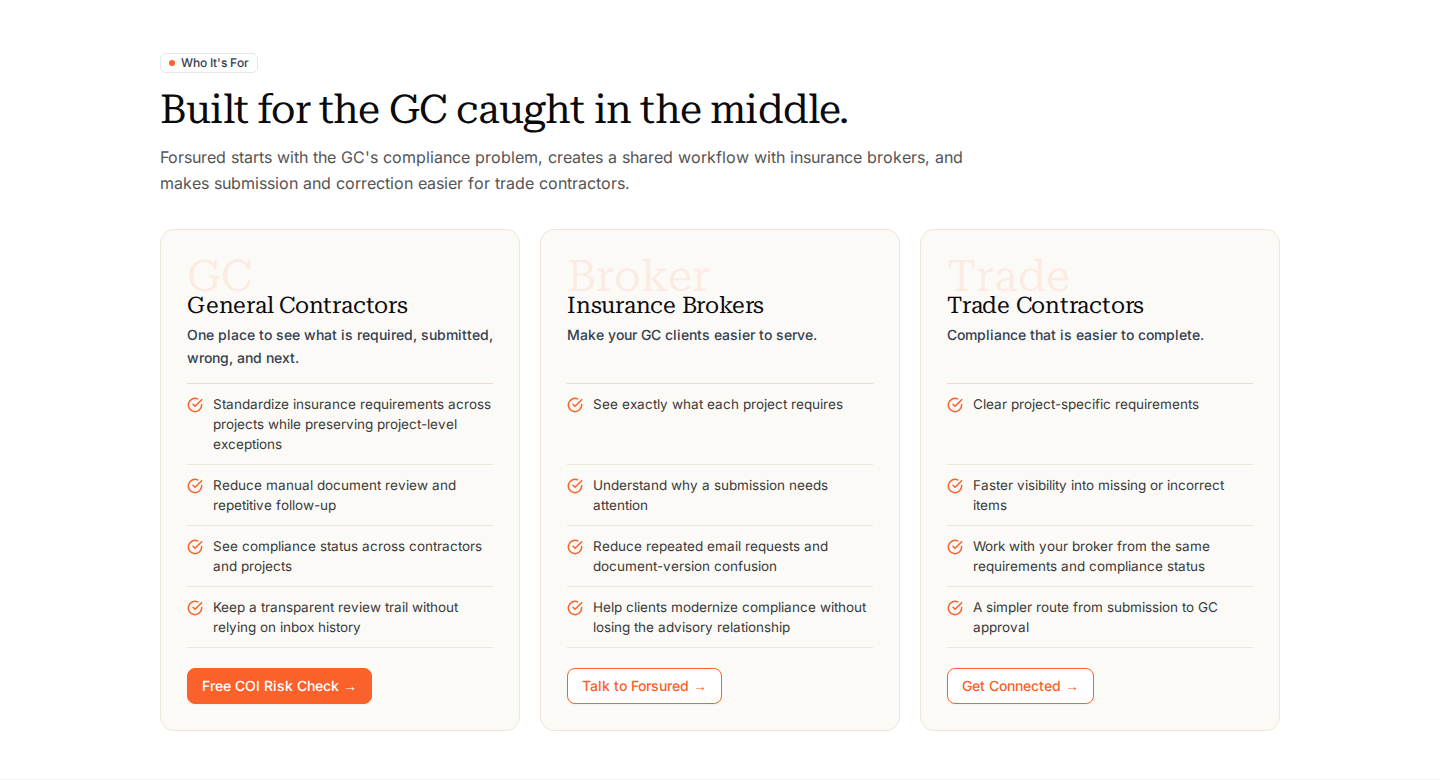 Who It's For
Built for the GC caught in the middle.
Forsured starts with the GC's compliance problem, creates a shared workflow with insurance brokers, and
makes submission and correction easier for trade contractors.
GC
General Contractors
One place to see what is required, submitted,
wrong, and next.
Standardize insurance requirements across
projects while preserving project-level
exceptions
Reduce manual document review and
repetitive follow-up
See compliance status across contractors
and projects
Keep a transparent review trail without
relying on inbox history
Free COI Risk Check →
Broker
Insurance Brokers
Make your GC clients easier to serve.
See exactly what each project requires
Understand why a submission needs
attention
Reduce repeated email requests and
document-version confusion
Help clients modernize compliance without
losing the advisory relationship
Talk to Forsured →
Trade
Trade Contractors
Compliance that is easier to complete.
Clear project-specific requirements
Faster visibility into missing or incorrect
items
Work with your broker from the same
requirements and compliance status
A simpler route from submission to GC
approval
Get Connected →